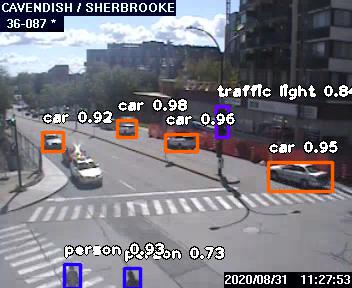 CAVENDISH / SHERBROOKE
36-087 *
traffic light 0.84
car 0.98
car 0.92
car 0.96
car 0.95
person 0.93
person 0.73
2020/08/31 11:27:53